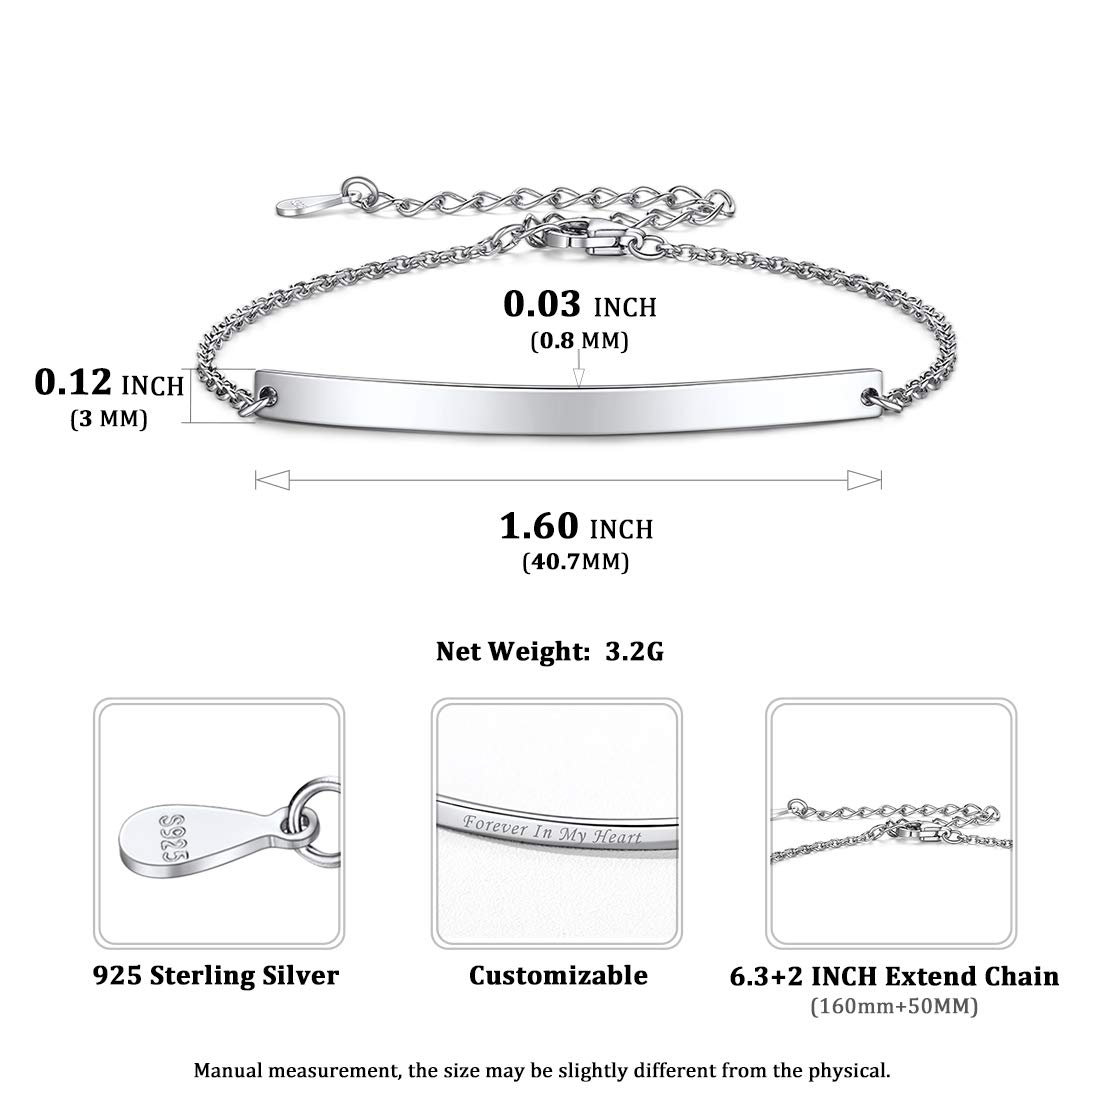 0.03 INCH
(0.8 MM)
0.12 INCH
(3 MM)
1.60 INCH
(40.7MM)
Net Weight: 3.2G
S925
Forever In My Heart
925 Sterling Silver
Customizable
6.3+2 INCH Extend Chain
(160mm+50MM)
Manual measurement, the size may be slightly different from the physical.